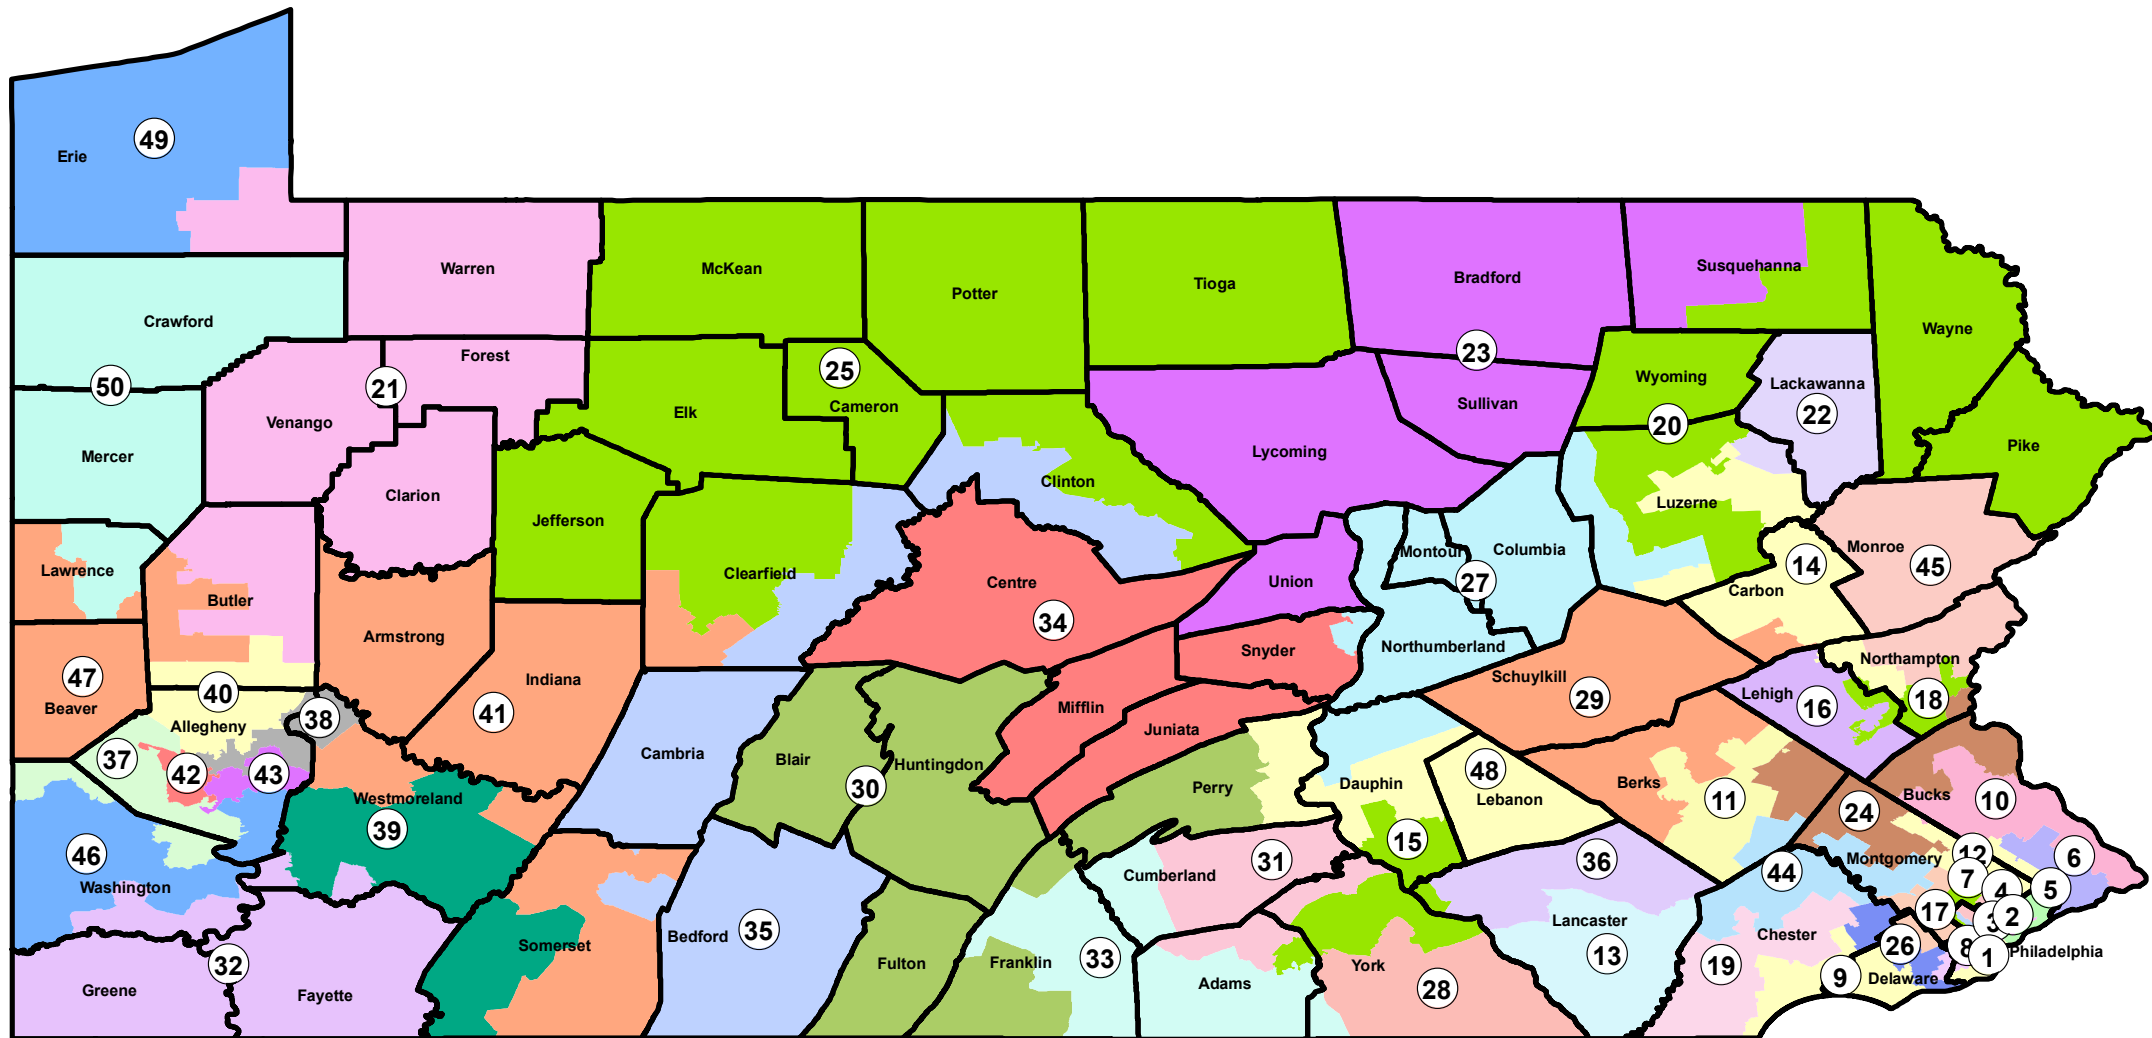 49
Erie
Warren
McKean
Potter
Tioga
Bradford
Susquehanna
Wayne
Crawford
50
Mercer
21
Forest
Venango
Clarion
Elk
25
Cameron
23
Sullivan
Lycoming
Wyoming
20
Lackawanna
22
Pike
Clinton
Luzerne
Jefferson
Clearfield
Centre
34
Union
Montour
27
Columbia
Northumberland
Snyder
14
Carbon
Monroe
45
Lawrence
Butler
Armstrong
Indiana
41
47
Beaver
40
Allegheny
38
37
42
43
Cambria
Blair
30
Huntingdon
Mifflin
Juniata
Perry
Schuylkill
29
Lehigh
16
Northampton
18
Dauphin
15
48
Lebanon
Berks
11
Bucks
10
24
Montgomery
12
6
7
4
5
17
3
2
26
8
1
Philadelphia
Delaware
9
44
Chester
19
36
Lancaster
13
31
Cumberland
Westmoreland
39
46
Washington
Somerset
Bedford
35
Fulton
Franklin
33
Adams
York
28
Greene
32
Fayette